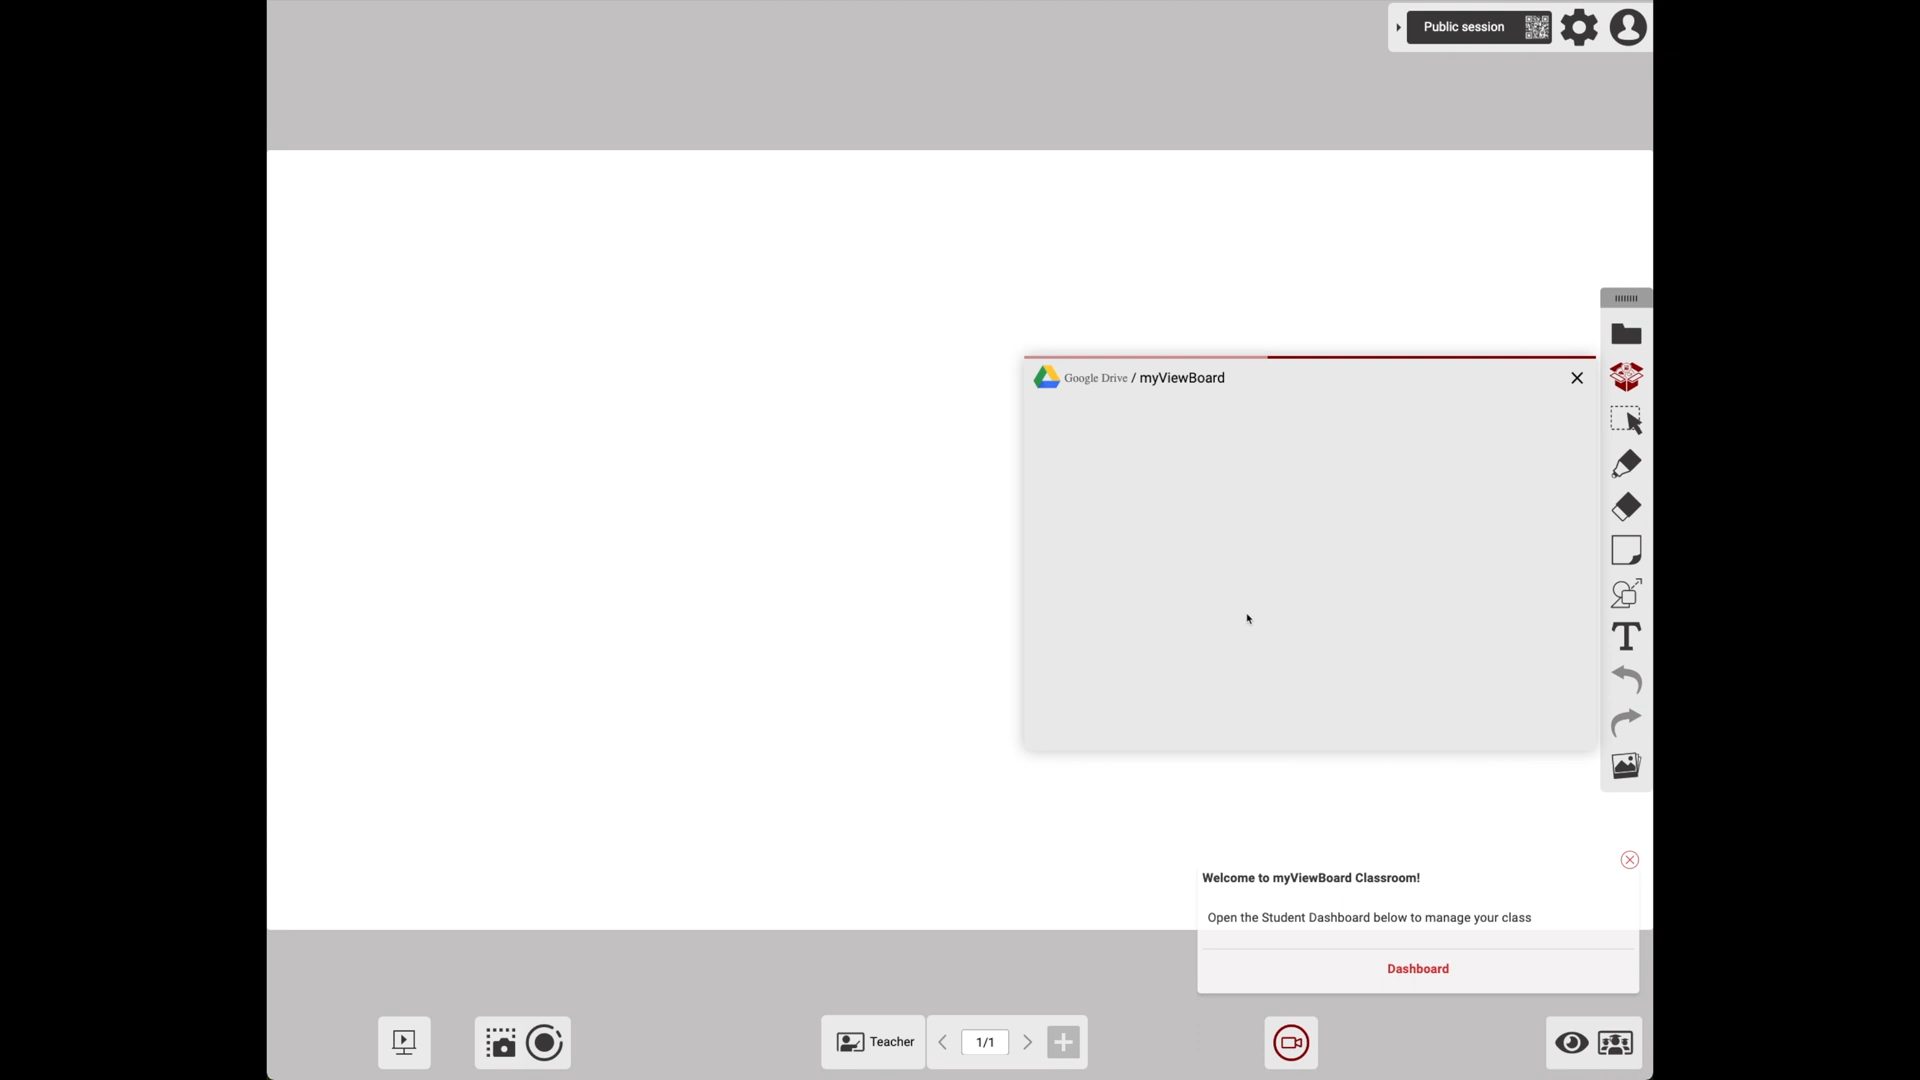 Public session
Google Drive / myViewBoard
T
Welcome to myViewBoard Classroom!
Open the Student Dashboard below to manage your class
Dashboard
Teacher
1/1